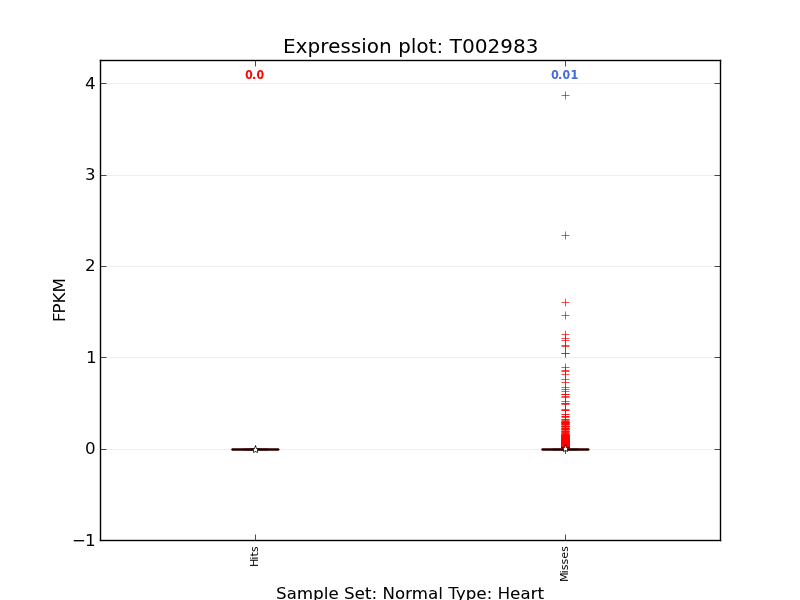 Expression plot: T002983
0.0
0.01
4
3
2
1
0
−1
FPKM
Hits
Misses
Sample Set: Normal Type: Heart